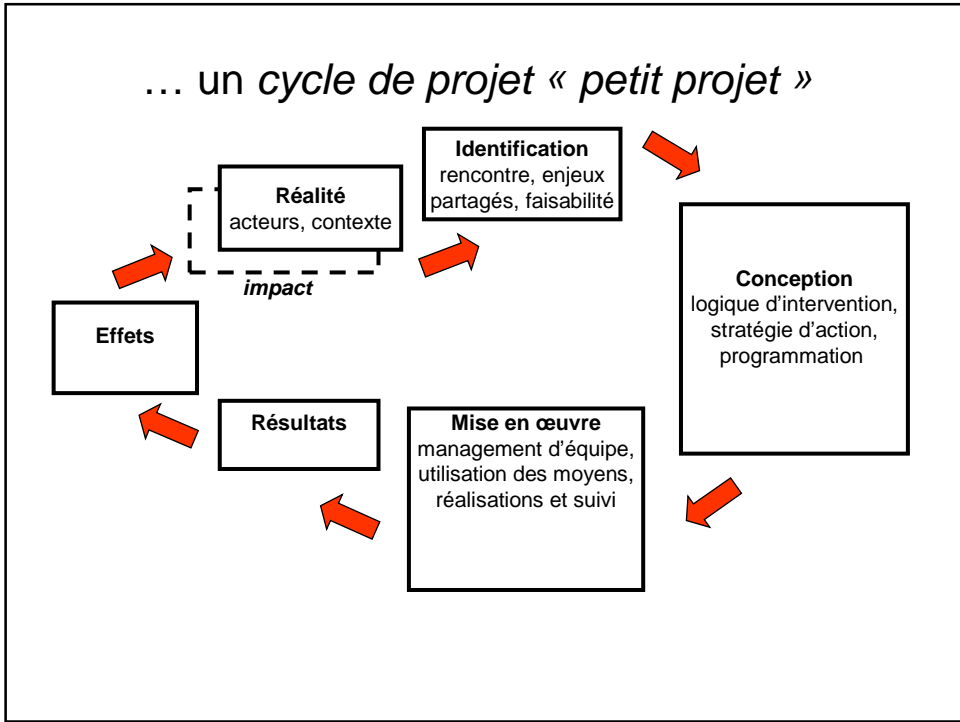 … un cycle de projet « petit projet »
Identification
rencontre, enjeux
partagés, faisabilité
Réalité
acteurs, contexte
impact
Conception
logique d’intervention,
stratégie d’action,
programmation
Effets
Résultats
Mise en œuvre
management d’équipe,
utilisation des moyens,
réalisations et suivi